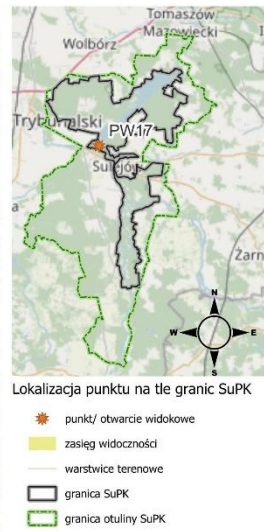 Tomaszów
Mazowiecki
Wolbórz
Trybunalski
PW.17
Sulejów
Żarn
N
W
E
S
Lokalizacja punktu na tle granic SuPK
punkt/ otwarcie widokowe
zasięg widoczności
warstwice terenowe
granica SuPK
granica otuliny SuPK